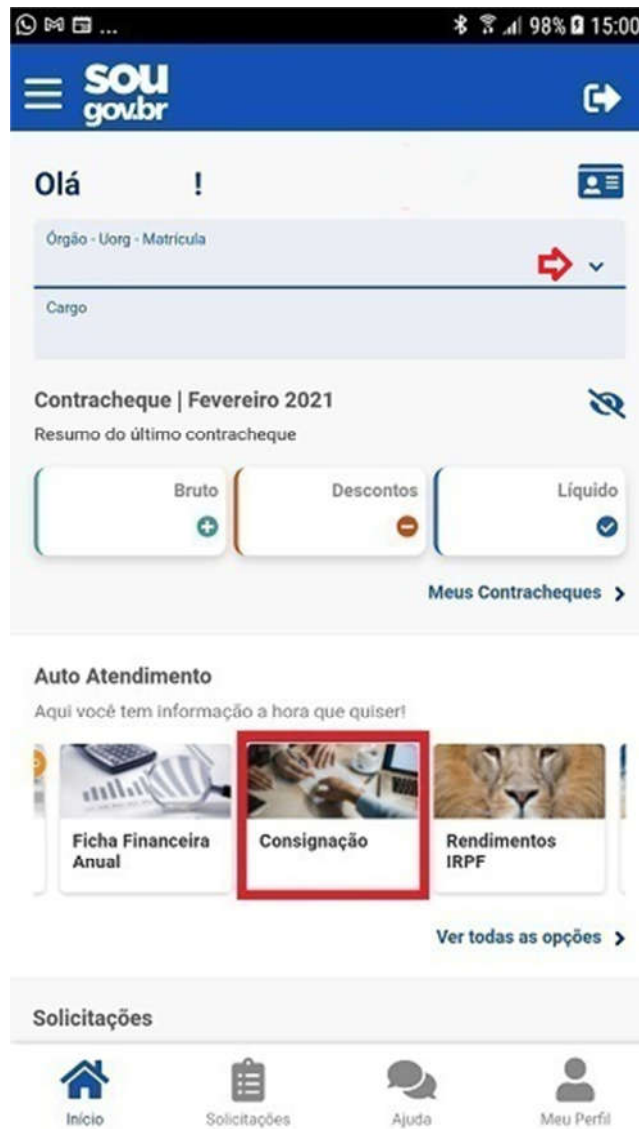 ... 98% 15:00
sou
gov.br
Olá !
Órgão - Uorg - Matrícula
Cargo
Contracheque | Fevereiro 2021
Resumo do último contracheque
Bruto Descontos Líquido
Meus Contracheques
Auto Atendimento
Aqui você tem informação a hora que quiser!
Ficha Financeira Consignação Rendimentos
Anual IRPF
Ver todas as opções
Solicitações
Início Solicitações Ajuda Meu Perfil